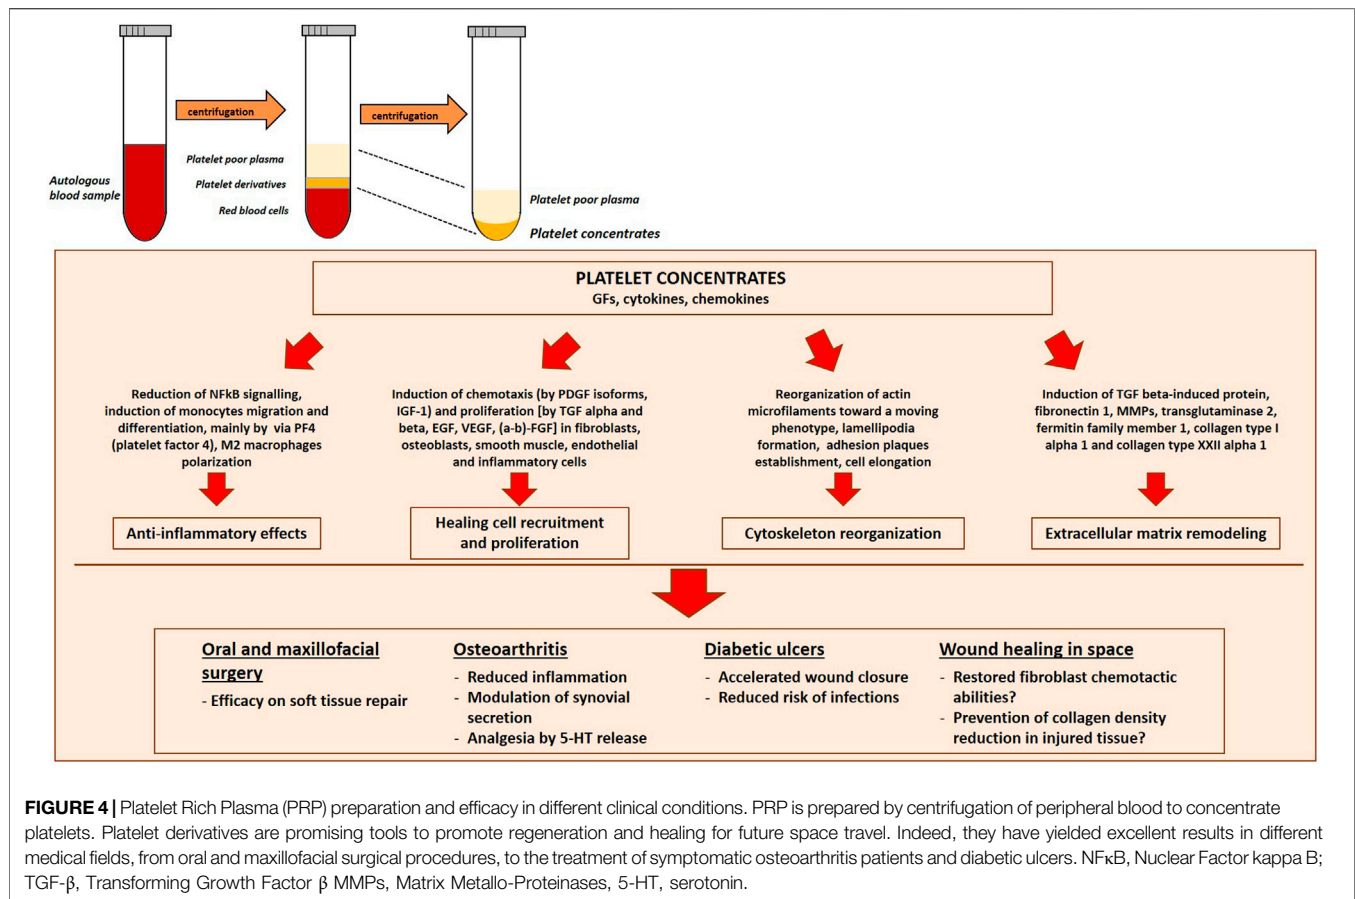 centrifugation
centrifugation
Autologous
blood sample
Platelet poor plasma
Platelet derivatives
Red blood cells
Platelet poor plasma
Platelet concentrates
PLATELET CONCENTRATES
GFs, cytokines, chemokines
Reduction of NFkB signalling,
induction of monocytes migration and
differentiation, mainly by via PF4
(platelet factor 4), M2 macrophages
polarization
Induction of chemotaxis (by PDGF isoforms,
IGF-1) and proliferation [by TGF alpha and
beta, EGF, VEGF, (a-b)-FGF] in fibroblasts,
osteoblasts, smooth muscle, endothelial
and inflammatory cells
Reorganization of actin
microfilaments toward a moving
phenotype, lamellipodia
formation, adhesion plaques
establishment, cell elongation
Induction of TGF beta-induced protein,
fibronectin 1, MMPs, transglutaminase 2,
fermitin family member 1, collagen type I
alpha 1 and collagen type XXII alpha 1
Anti-inflammatory effects
Healing cell recruitment
and proliferation
Cytoskeleton reorganization
Extracellular matrix remodeling
Oral and maxillofacial
surgery
- Efficacy on soft tissue repair
Osteoarthritis
- Reduced inflammation
- Modulation of synovial
secretion
- Analgesia by 5-HT release
Diabetic ulcers
- Accelerated wound closure
- Reduced risk of infections
Wound healing in space
- Restored fibroblast chemotactic
abilities?
- Prevention of collagen density
reduction in injured tissue?
FIGURE 4 | Platelet Rich Plasma (PRP) preparation and efficacy in different clinical conditions. PRP is prepared by centrifugation of peripheral blood to concentrate
platelets. Platelet derivatives are promising tools to promote regeneration and healing for future space travel. Indeed, they have yielded excellent results in different
medical fields, from oral and maxillofacial surgical procedures, to the treatment of symptomatic osteoarthritis patients and diabetic ulcers. NFκB, Nuclear Factor kappa B;
TGF-β, Transforming Growth Factor β MMPs, Matrix Metallo-Proteinases, 5-HT, serotonin.